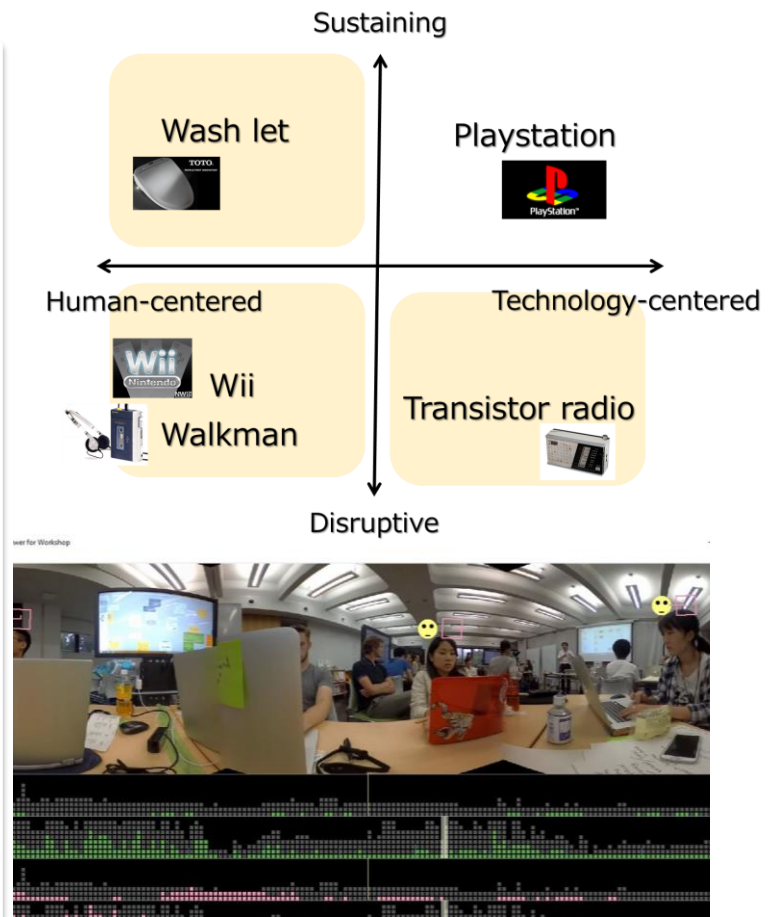 Sustaining
Wash let
TOTO
Playstation
PlayStation
Human-centered
Technology-centered
Wii
Nintendo
Wii
Walkman
Transistor radio
Disruptive
wer for Workshop